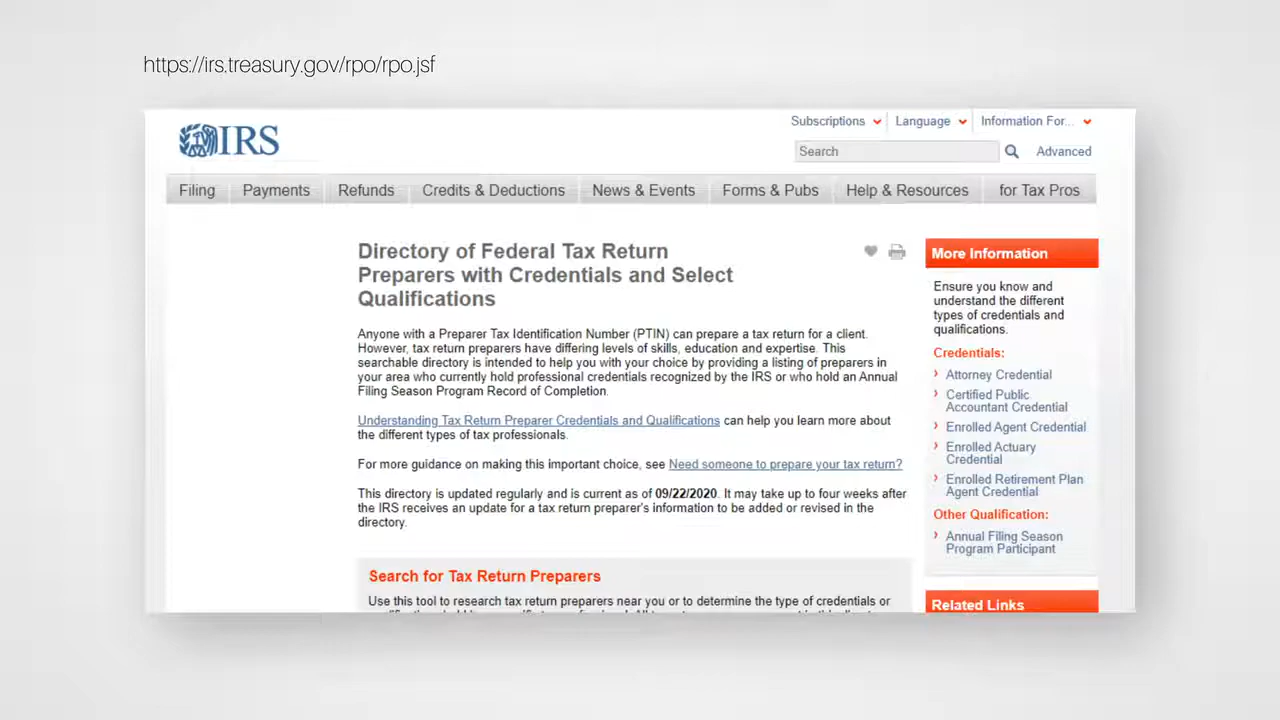 https://irs.treasury.gov/rpo/rpo.jsf
IRS
Subscriptions
Language
Information For...
Search
Advanced
Filing
Payments
Refunds
Credits & Deductions
News & Events
Forms & Pubs
Help & Resources
for Tax Pros
Directory of Federal Tax Return
Preparers with Credentials and Select
Qualifications
Anyone with a Preparer Tax Identification Number (PTIN) can prepare a tax return for a client.
However, tax return preparers have differing levels of skills, education and expertise. This
searchable directory is intended to help you with your choice by providing a listing of preparers in
your area who currently hold professional credentials recognized by the IRS or who hold an Annual
Filing Season Program Record of Completion.
Understanding Tax Return Preparer Credentials and Qualifications can help you learn more about
the different types of tax professionals.
For more guidance on making this important choice, see Need someone to prepare your tax return?
This directory is updated regularly and is current as of 09/22/2020. It may take up to four weeks after
the IRS receives an update for a tax return preparer's information to be added or revised in the
directory.
Search for Tax Return Preparers
Use this tool to research tax return preparers near you or to determine the type of credentials or
More Information
Ensure you know and
understand the different
types of credentials and
qualifications.
Credentials:
Attorney Credential
Certified Public
Accountant Credential
Enrolled Agent Credential
Enrolled Actuary
Credential
Enrolled Retirement Plan
Agent Credential
Other Qualification:
Annual Filing Season
Program Participant
Related Links